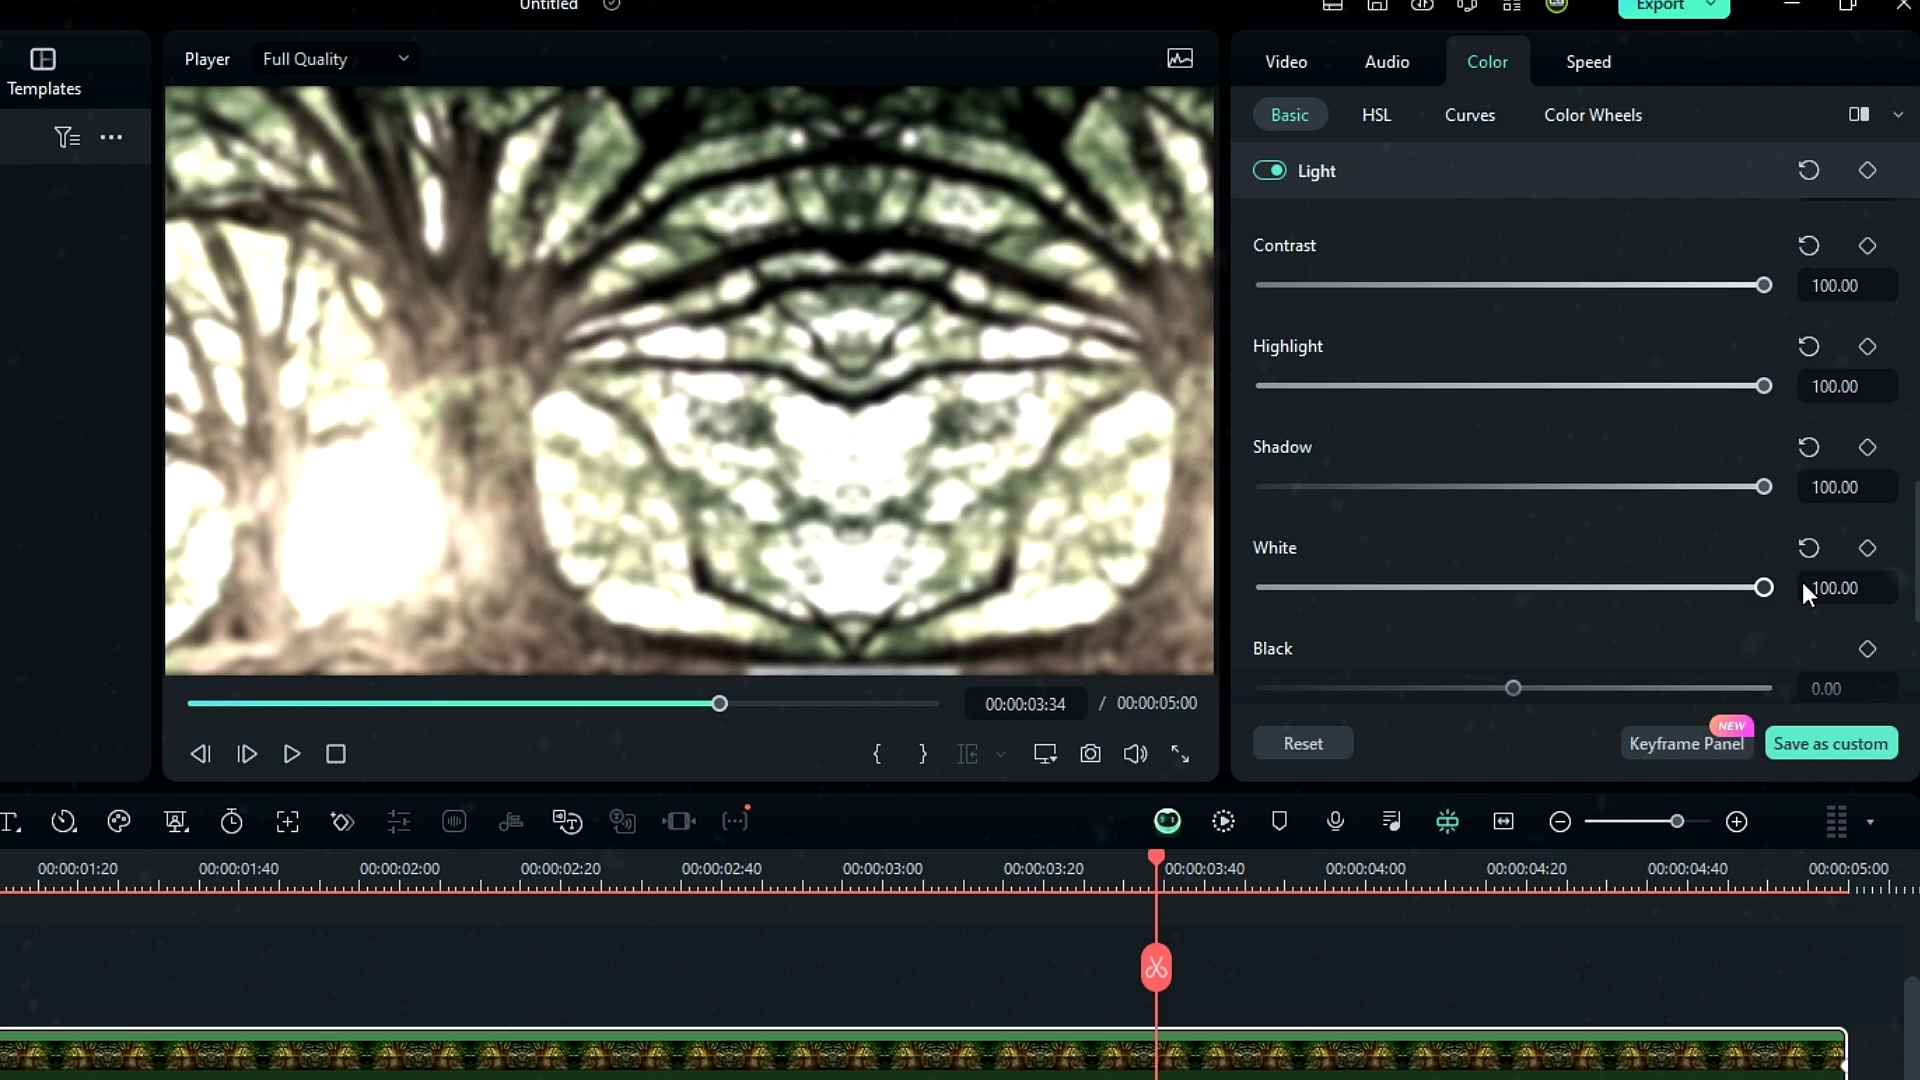 Untitled
Export
Templates
Player
Full Quality
Video
Audio
Color
Speed
Basic
HSL
Curves
Color Wheels
Light
Contrast
100.00
Highlight
100.00
Shadow
100.00
White
100.00
Black
0.00
00:00:03:34 / 00:00:05:00
NEW
Reset
Keyframe Panel
Save as custom
00:00:01:20
00:00:01:40
00:00:02:00
00:00:02:20
00:00:02:40
00:00:03:00
00:00:03:20
00:00:03:40
00:00:04:00
00:00:04:20
00:00:04:40
00:00:05:00